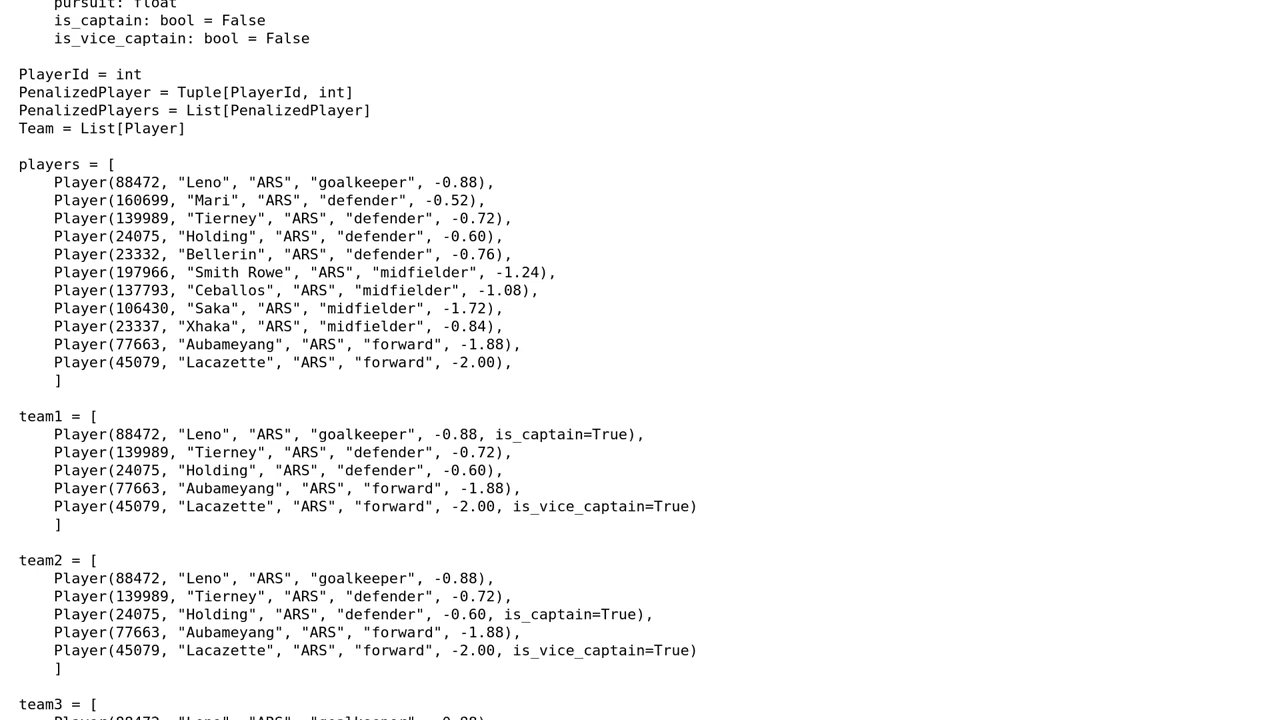 pursuit: float
    is_captain: bool = False
    is_vice_captain: bool = False

PlayerId = int
PenalizedPlayer = Tuple[PlayerId, int]
PenalizedPlayers = List[PenalizedPlayer]
Team = List[Player]

players = [
    Player(88472, "Leno", "ARS", "goalkeeper", -0.88),
    Player(160699, "Mari", "ARS", "defender", -0.52),
    Player(139989, "Tierney", "ARS", "defender", -0.72),
    Player(24075, "Holding", "ARS", "defender", -0.60),
    Player(23332, "Bellerin", "ARS", "defender", -0.76),
    Player(197966, "Smith Rowe", "ARS", "midfielder", -1.24),
    Player(137793, "Ceballos", "ARS", "midfielder", -1.08),
    Player(106430, "Saka", "ARS", "midfielder", -1.72),
    Player(23337, "Xhaka", "ARS", "midfielder", -0.84),
    Player(77663, "Aubameyang", "ARS", "forward", -1.88),
    Player(45079, "Lacazette", "ARS", "forward", -2.00),
    ]

team1 = [
    Player(88472, "Leno", "ARS", "goalkeeper", -0.88, is_captain=True),
    Player(139989, "Tierney", "ARS", "defender", -0.72),
    Player(24075, "Holding", "ARS", "defender", -0.60),
    Player(77663, "Aubameyang", "ARS", "forward", -1.88),
    Player(45079, "Lacazette", "ARS", "forward", -2.00, is_vice_captain=True)
    ]

team2 = [
    Player(88472, "Leno", "ARS", "goalkeeper", -0.88),
    Player(139989, "Tierney", "ARS", "defender", -0.72),
    Player(24075, "Holding", "ARS", "defender", -0.60, is_captain=True),
    Player(77663, "Aubameyang", "ARS", "forward", -1.88),
    Player(45079, "Lacazette", "ARS", "forward", -2.00, is_vice_captain=True)
    ]

team3 = [
    Player(88472, "Leno", "ARS", "goalkeeper", -0.88),